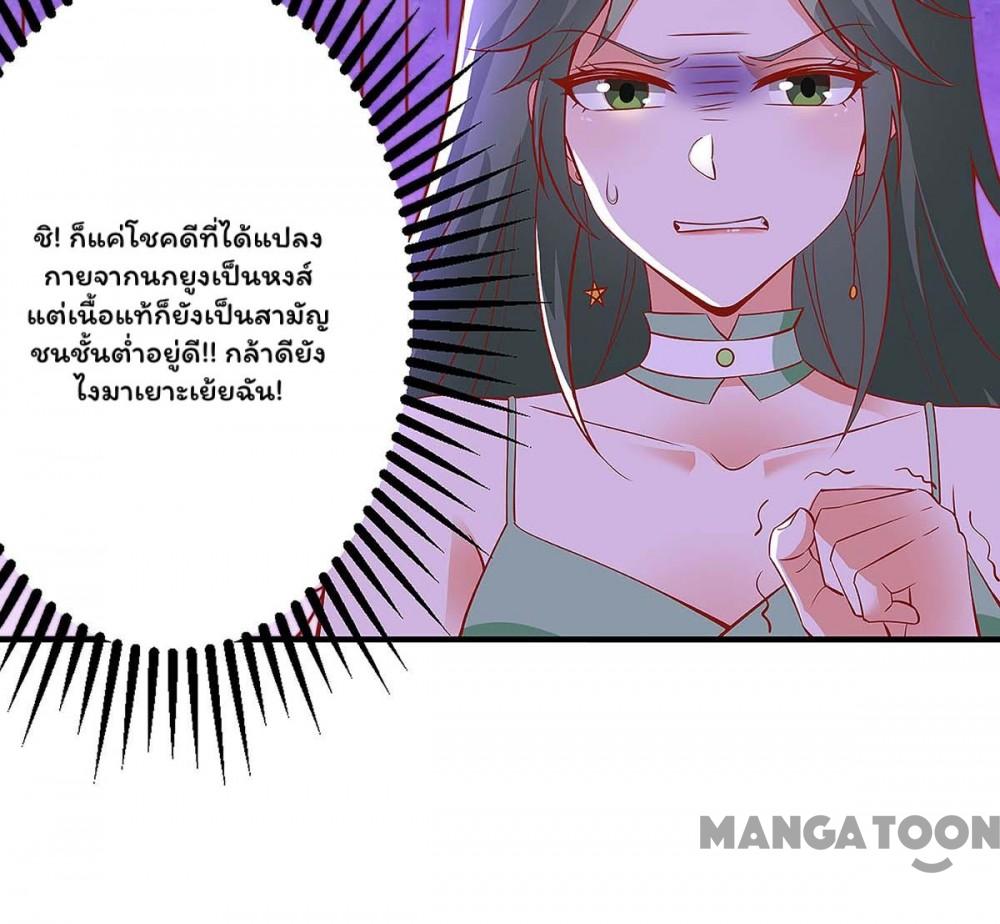 ชิ! ก็แค่โชคดีที่ได้แปลง
กายจากนกยูงเป็นหงส์
แต่เนื้อแท้ก็ยังเป็นสามัญ
ชนชั้นต่ำอยู่ดี!! กล้าดียัง
ไงมาเยาะเย้ยฉัน!
MANGATOON